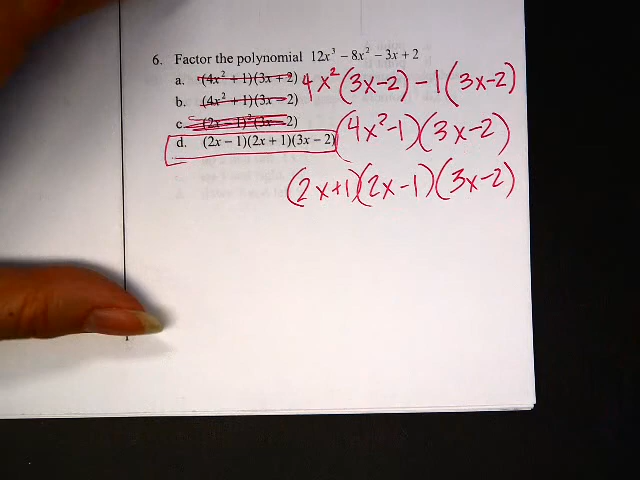 6. Factor the polynomial 12x³ – 8x² – 3x + 2
a. (4x² + 1)(3x + 2) 4x²(3x-2) - 1(3x-2)
b. (4x² + 1)(3x – 2)
c. (2x – 1)²(3x – 2) (4x²-1)(3x-2)
d. (2x – 1)(2x + 1)(3x – 2)
(2x+1)(2x-1)(3x-2)